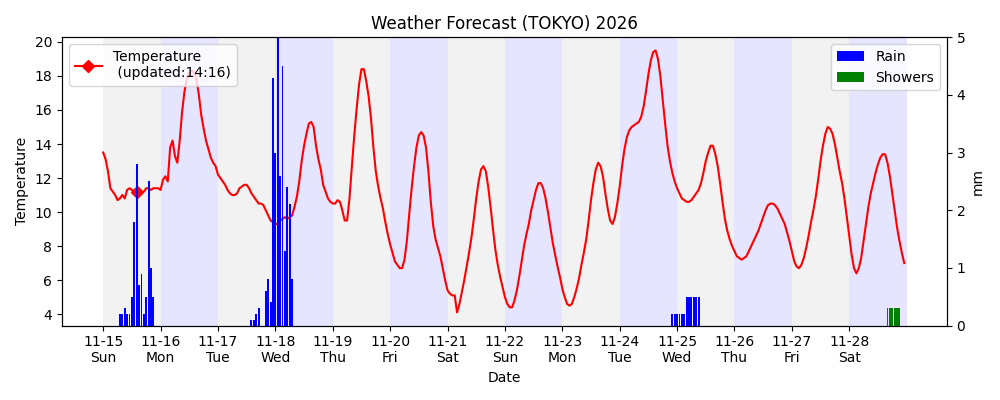 Weather Forecast (TOKYO) 2026
Temperature
(updated:14:16)
Rain
Showers
20
18
16
14
12
10
8
6
4
Temperature
5
4
3
2
1
0
mm
11-15 11-16 11-17 11-18 11-19 11-20 11-21 11-22 11-23 11-24 11-25 11-26 11-27 11-28
Sun Mon Tue Wed Thu Fri Sat Sun Mon Tue Wed Thu Fri Sat
Date